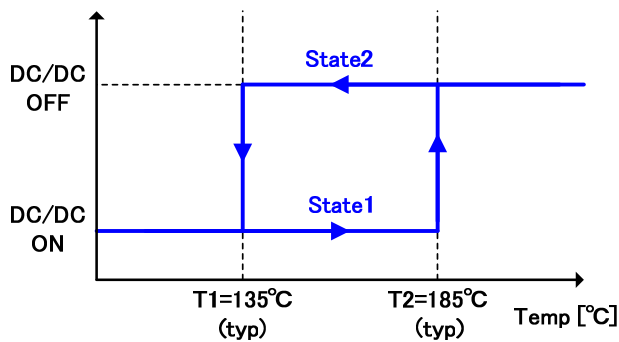 DC/DC
OFF
State2
DC/DC
ON
State1
T1=135℃
(typ)
T2=185℃
(typ)
Temp [℃]